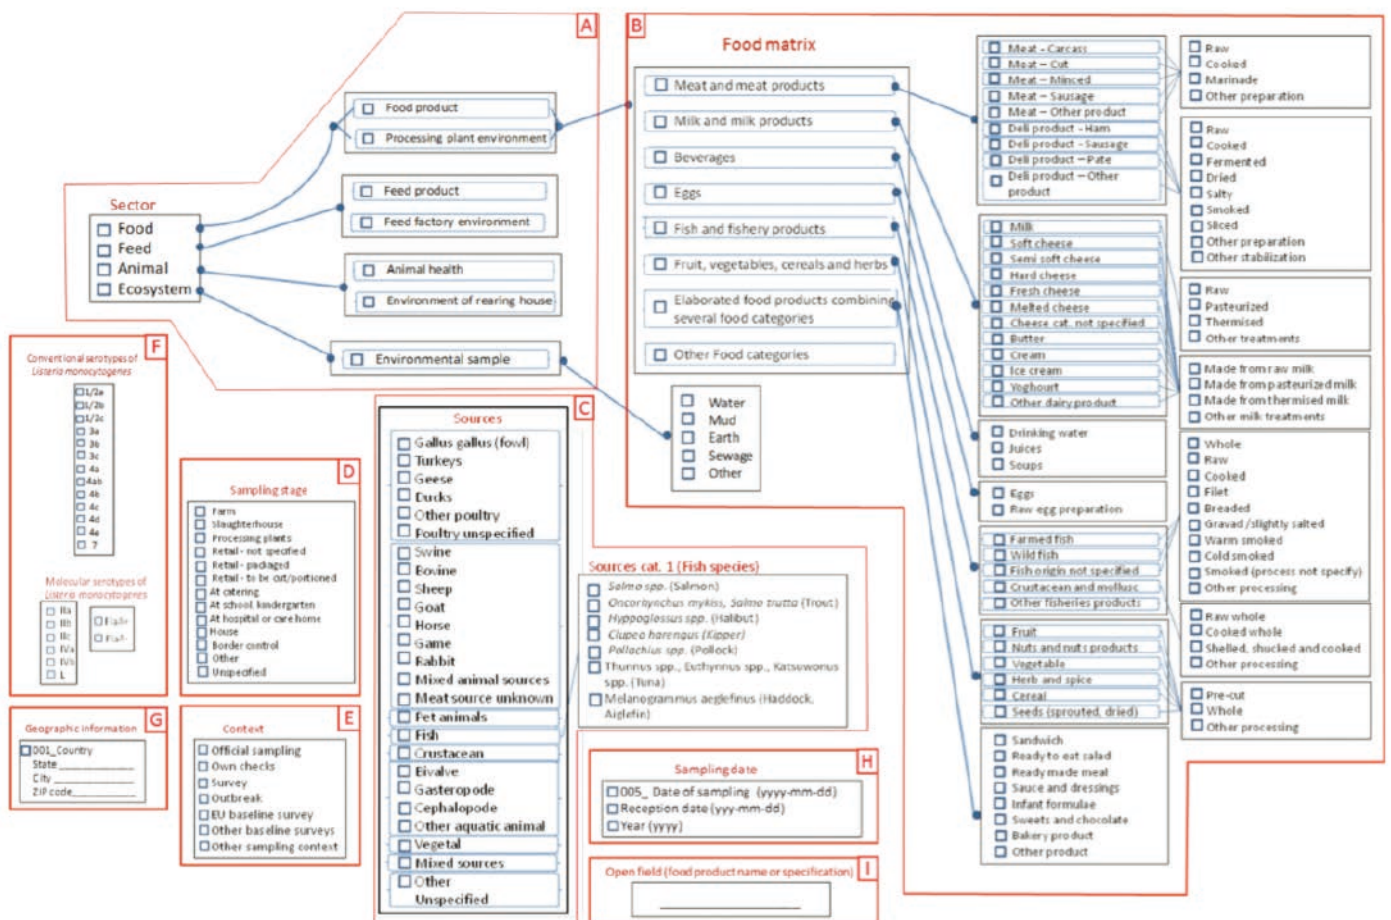 A
Sector
Food
Feed
Animal
Ecosystem
Food product
Processing plant environment
Feed product
Feed factory environment
Animal health
Environment of rearing house
Environmental sample
B
Food matrix
Meat and meat products
Milk and milk products
Beverages
Eggs
Fish and fishery products
Fruit, vegetables, cereals and herbs
Elaborated food products combining
several food categories
Other Food categories
Water
Mud
Earth
Sewage
Other
Meat - Carcass
Meat – Cut
Meat – Minced
Meat – Sausage
Meat – Other product
Deli product - Ham
Deli product - Sausage
Deli product – Pate
Deli product – Other
product
Milk
Soft cheese
Semi soft cheese
Hard cheese
Fresh cheese
Melted cheese
Cheese cat. not specified
Butter
Cream
Ice cream
Yoghourt
Other dairy product
Drinking water
Juices
Soups
Eggs
Raw egg preparation
Farmed fish
Wild fish
Fish origin not specified
Crustacean and mollusc
Other fisheries products
Fruit
Nuts and nuts products
Vegetable
Herb and spice
Cereal
Seeds (sprouted, dried)
Sandwich
Ready to eat salad
Ready made meal
Sauce and dressings
Infant formulae
Sweets and chocolate
Bakery product
Other product
Raw
Cooked
Marinade
Other preparation
Raw
Cooked
Fermented
Dried
Salty
Smoked
Sliced
Other preparation
Other stabilization
Raw
Pasteurized
Thermised
Other treatments
Made from raw milk
Made from pasteurized milk
Made from thermised milk
Other milk treatments
Whole
Raw
Cooked
Filet
Breaded
Gravad /slightly salted
Warm smoked
Cold smoked
Smoked (process not specify)
Other processing
Raw whole
Cooked whole
Shelled, shucked and cooked
Other processing
Pre-cut
Whole
Other processing
C
Sources
Gallus gallus (fowl)
Turkeys
Geese
Ducks
Other poultry
Poultry unspecified
Swine
Bovine
Sheep
Goat
Horse
Game
Rabbit
Mixed animal sources
Meat source unknown
Pet animals
Fish
Crustacean
Bivalve
Gasteropode
Cephalopode
Other aquatic animal
Vegetal
Mixed sources
Other
Unspecified
Sources cat. 1 (Fish species)
Salmo spp. (Salmon)
Oncorhynchus mykiss, Salmo trutta (Trout)
Hyppoglossus spp. (Halibut)
Clupea harengus (Kipper)
Pollachius spp. (Pollock)
Thunnus spp., Euthynnus spp., Katsuwonus
spp. (Tuna)
Melanogrammus aeglefinus (Haddock,
Aiglefin)
D
Sampling stage
Farm
Slaughterhouse
Processing plants
Retail - not specified
Retail - packaged
Retail - to be cut/portioned
At catering
At school, kindergarten
At hospital or care home
House
Border control
Other
Unspecified
E
Context
Official sampling
Own checks
Survey
Outbreak
EU baseline survey
Other baseline surveys
Other sampling context
F
Conventional serotypes of
Listeria monocytogenes
1/2a
1/2b
1/2c
3a
3b
3c
4a
4ab
4b
4c
4d
4e
7
Molecular serotypes of
Listeria monocytogenes
IIa
IIb
IIc
IVa
IVb
L
G
Geographic information
001_Country
State
City
ZIP code
H
Sampling date
005_ Date of sampling (yyyy-mm-dd)
Reception date (yyy-mm-dd)
Year (yyyy)
I
Open field (food product name or specification)